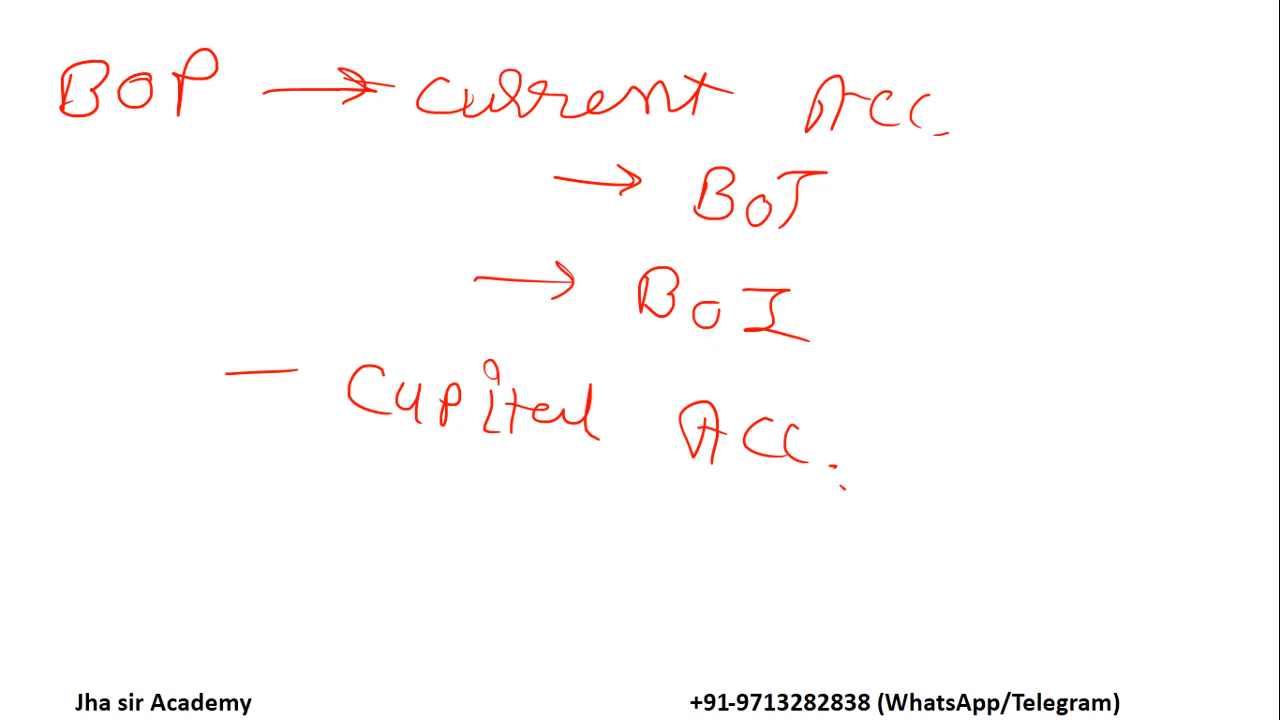 BOP → Current Acc.
→ BOT
→ BOI
— Capital Acc.
Jha sir Academy
+91-9713282838 (WhatsApp/Telegram)